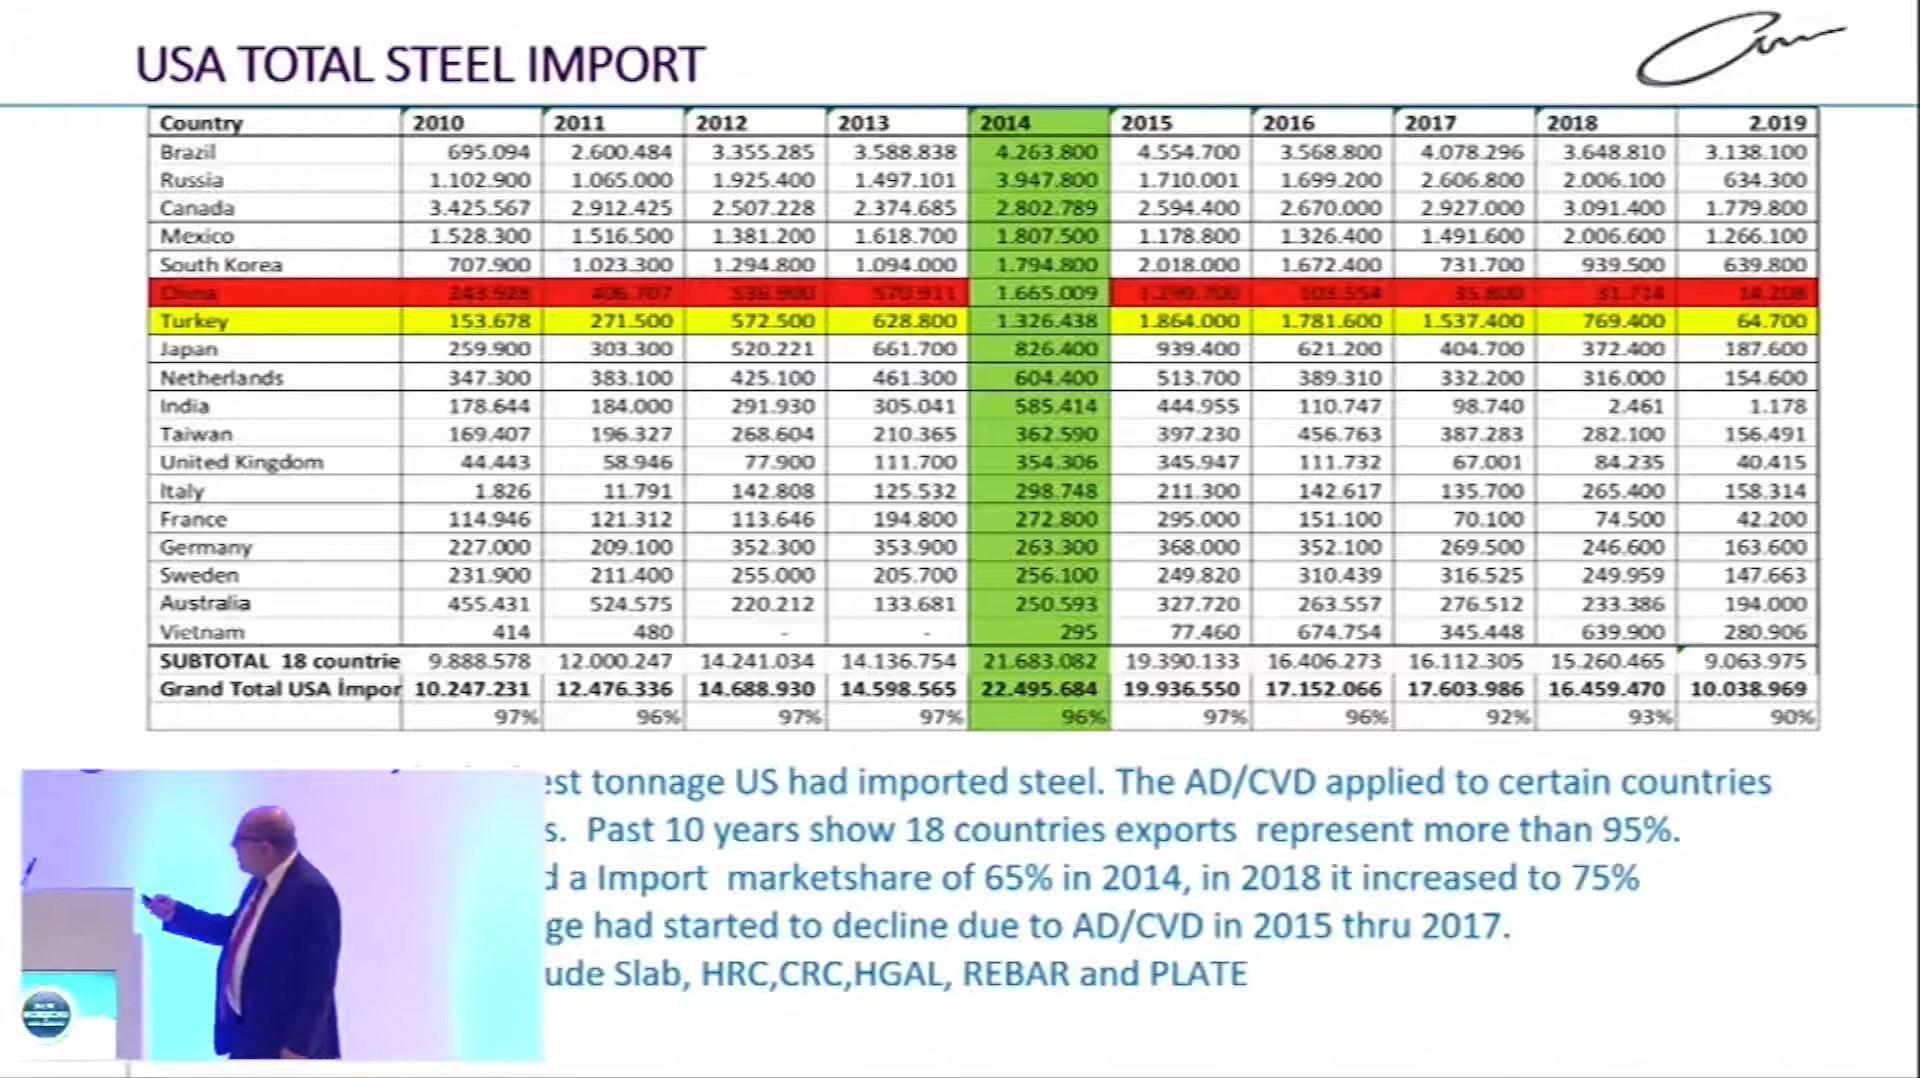 USA TOTAL STEEL IMPORT
Country 2010 2011 2012 2013 2014 2015 2016 2017 2018 2.019
Brazil 695.094 2.600.484 3.355.285 3.588.838 4.263.800 4.554.700 3.568.800 4.078.296 3.648.810 3.138.100
Russia 1.102.900 1.065.000 1.925.400 1.497.101 3.947.800 1.710.001 1.699.200 2.606.800 2.006.100 634.300
Canada 3.425.567 2.912.425 2.507.228 2.374.685 2.802.789 2.594.400 2.670.000 2.927.000 3.091.400 1.779.800
Mexico 1.528.300 1.516.500 1.381.200 1.618.700 1.807.500 1.178.800 1.326.400 1.491.600 2.006.600 1.266.100
South Korea 707.900 1.023.300 1.294.800 1.094.000 1.794.800 2.018.000 1.672.400 731.700 939.500 639.800
China 243.928 406.707 536.900 570.911 1.665.009 1.299.700 103.554 35.800 31.714 14.208
Turkey 153.678 271.500 572.500 628.800 1.326.438 1.864.000 1.781.600 1.537.400 769.400 64.700
Japan 259.900 303.300 520.221 661.700 826.400 939.400 621.200 404.700 372.400 187.600
Netherlands 347.300 383.100 425.100 461.300 604.400 513.700 389.310 332.200 316.000 154.600
India 178.644 184.000 291.930 305.041 585.414 444.955 110.747 98.740 2.461 1.178
Taiwan 169.407 196.327 268.604 210.365 362.590 397.230 456.763 387.283 282.100 156.491
United Kingdom 44.443 58.946 77.900 111.700 354.306 345.947 111.732 67.001 84.235 40.415
Italy 1.826 11.791 142.808 125.532 298.748 211.300 142.617 135.700 265.400 158.314
France 114.946 121.312 113.646 194.800 272.800 295.000 151.100 70.100 74.500 42.200
Germany 227.000 209.100 352.300 353.900 263.300 368.000 352.100 269.500 246.600 163.600
Sweden 231.900 211.400 255.000 205.700 256.100 249.820 310.439 316.525 249.959 147.663
Australia 455.431 524.575 220.212 133.681 250.593 327.720 263.557 276.512 233.386 194.000
Vietnam 414 480 - - 295 77.460 674.754 345.448 639.900 280.906
SUBTOTAL 18 countrie 9.888.578 12.000.247 14.241.034 14.136.754 21.683.082 19.390.133 16.406.273 16.112.305 15.260.465 9.063.975
Grand Total USA İmpor 10.247.231 12.476.336 14.688.930 14.598.565 22.495.684 19.936.550 17.152.066 17.603.986 16.459.470 10.038.969
97% 96% 97% 97% 96% 97% 96% 92% 93% 90%
est tonnage US had imported steel. The AD/CVD applied to certain countries
s. Past 10 years show 18 countries exports represent more than 95%.
d a Import marketshare of 65% in 2014, in 2018 it increased to 75%
ge had started to decline due to AD/CVD in 2015 thru 2017.
ude Slab, HRC,CRC,HGAL, REBAR and PLATE